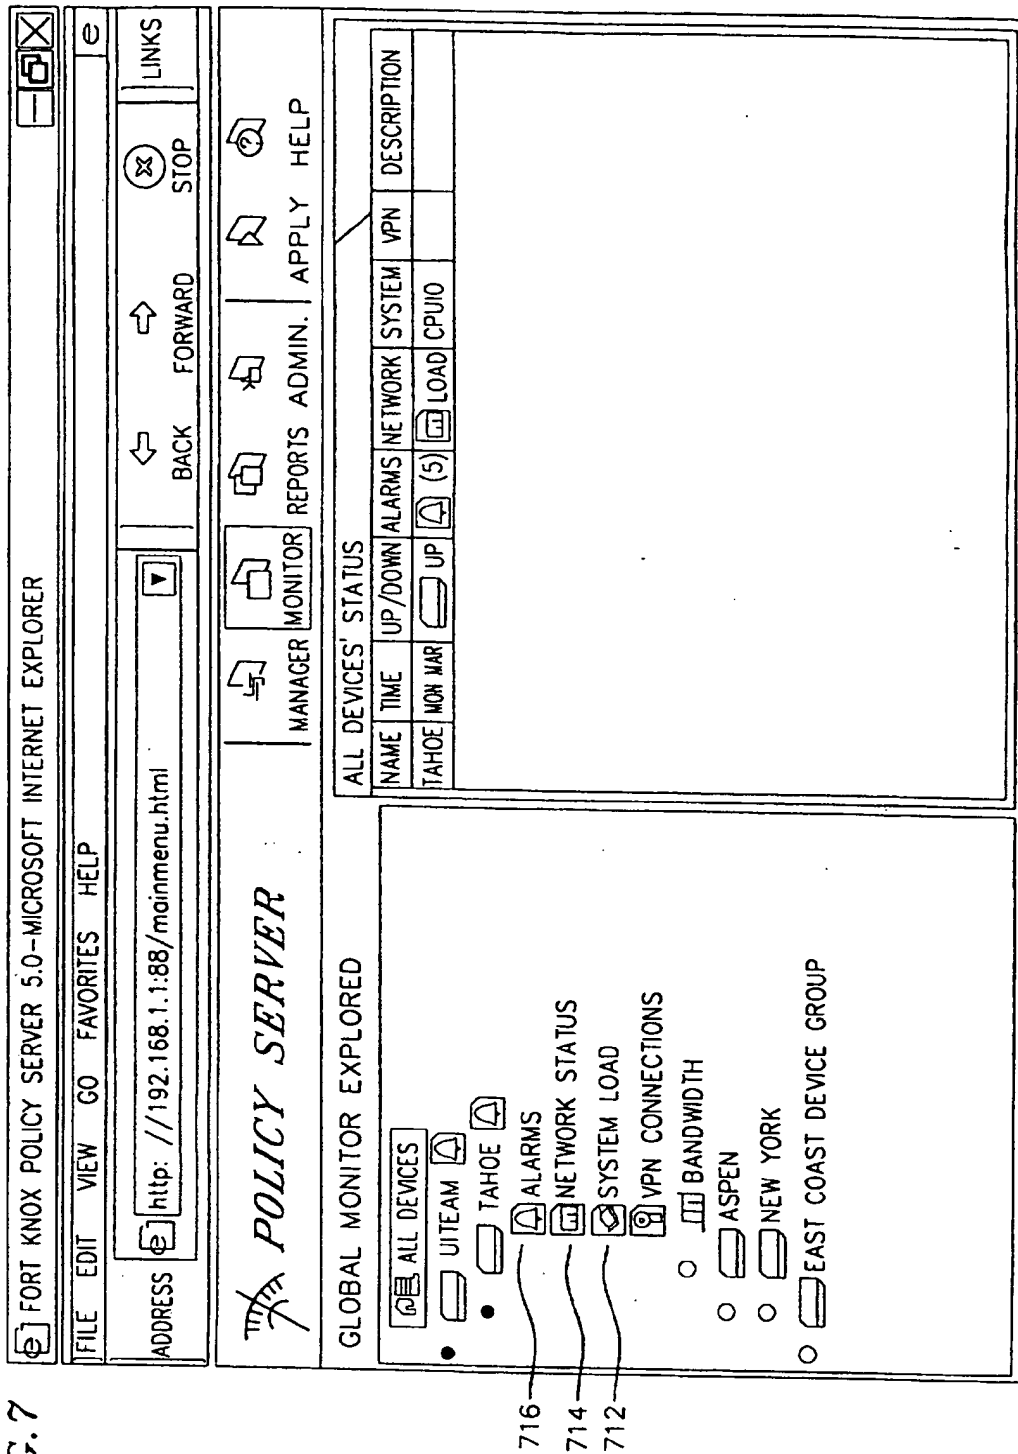 FORT KNOX POLICY SERVER 5.0-MICROSOFT INTERNET EXPLORER
FILE EDIT VIEW GO FAVORITES HELP
e
ADDRESS e http: //192.168.1.1:88/mainmenu.html
BACK FORWARD STOP
LINKS
POLICY SERVER
MANAGER MONITOR REPORTS ADMIN. APPLY HELP
GLOBAL MONITOR EXPLORED
ALL DEVICES
UITEAM
TAHOE
716 ALARMS
714 NETWORK STATUS
712 SYSTEM LOAD
VPN CONNECTIONS
BANDWIDTH
ASPEN
NEW YORK
EAST COAST DEVICE GROUP
ALL DEVICES' STATUS
NAME TIME UP/DOWN ALARMS NETWORK SYSTEM VPN DESCRIPTION
TAHOE MON MAR UP (5) LOAD CPUIO